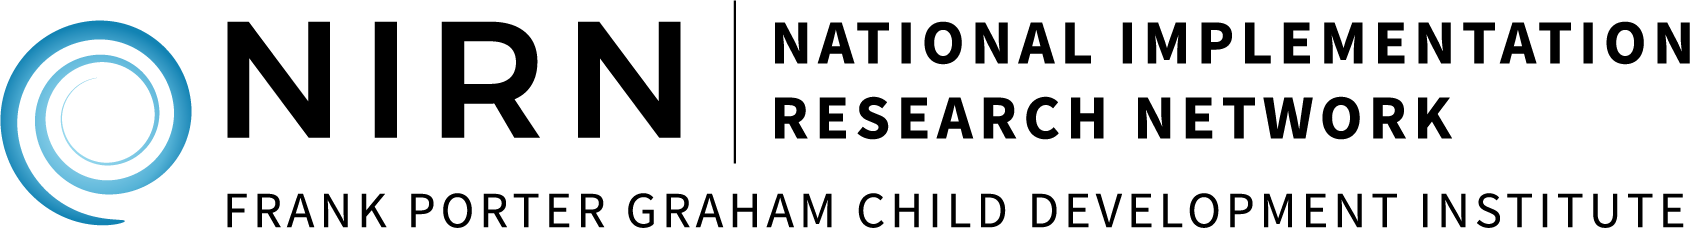 NIRN
NATIONAL IMPLEMENTATION
RESEARCH NETWORK
FRANK PORTER GRAHAM CHILD DEVELOPMENT INSTITUTE